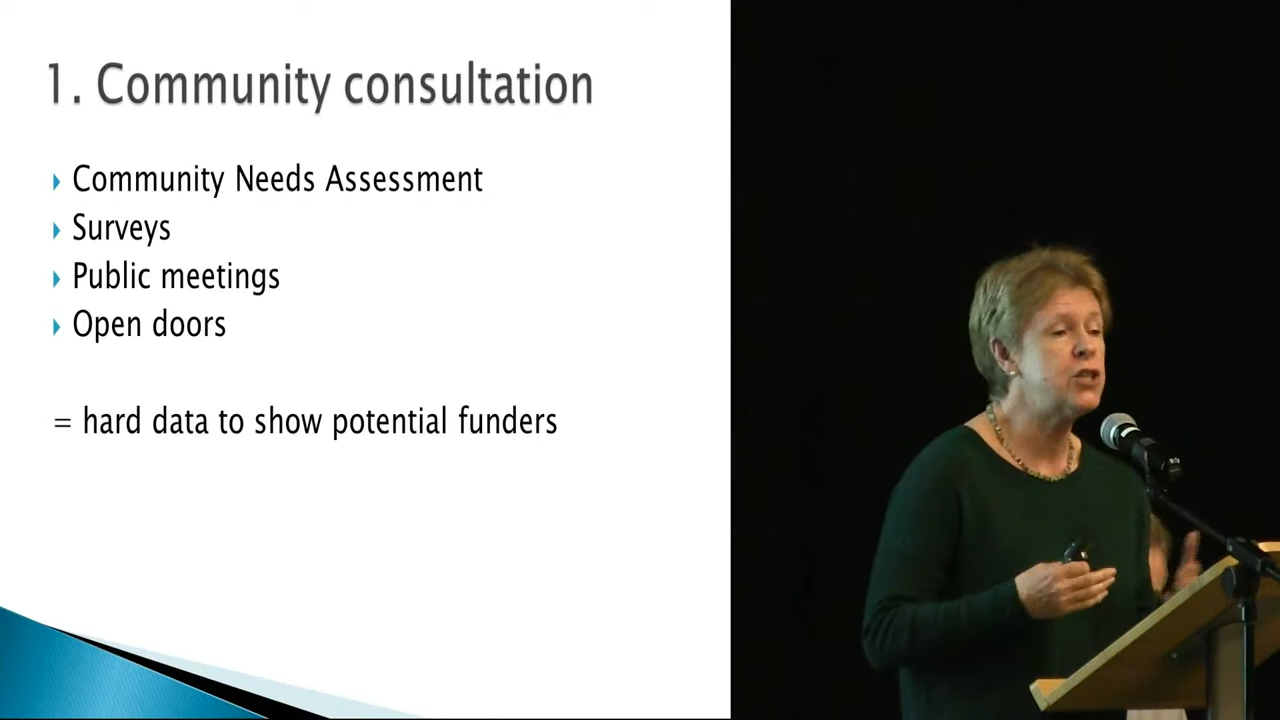 1. Community consultation
Community Needs Assessment
Surveys
Public meetings
Open doors
= hard data to show potential funders